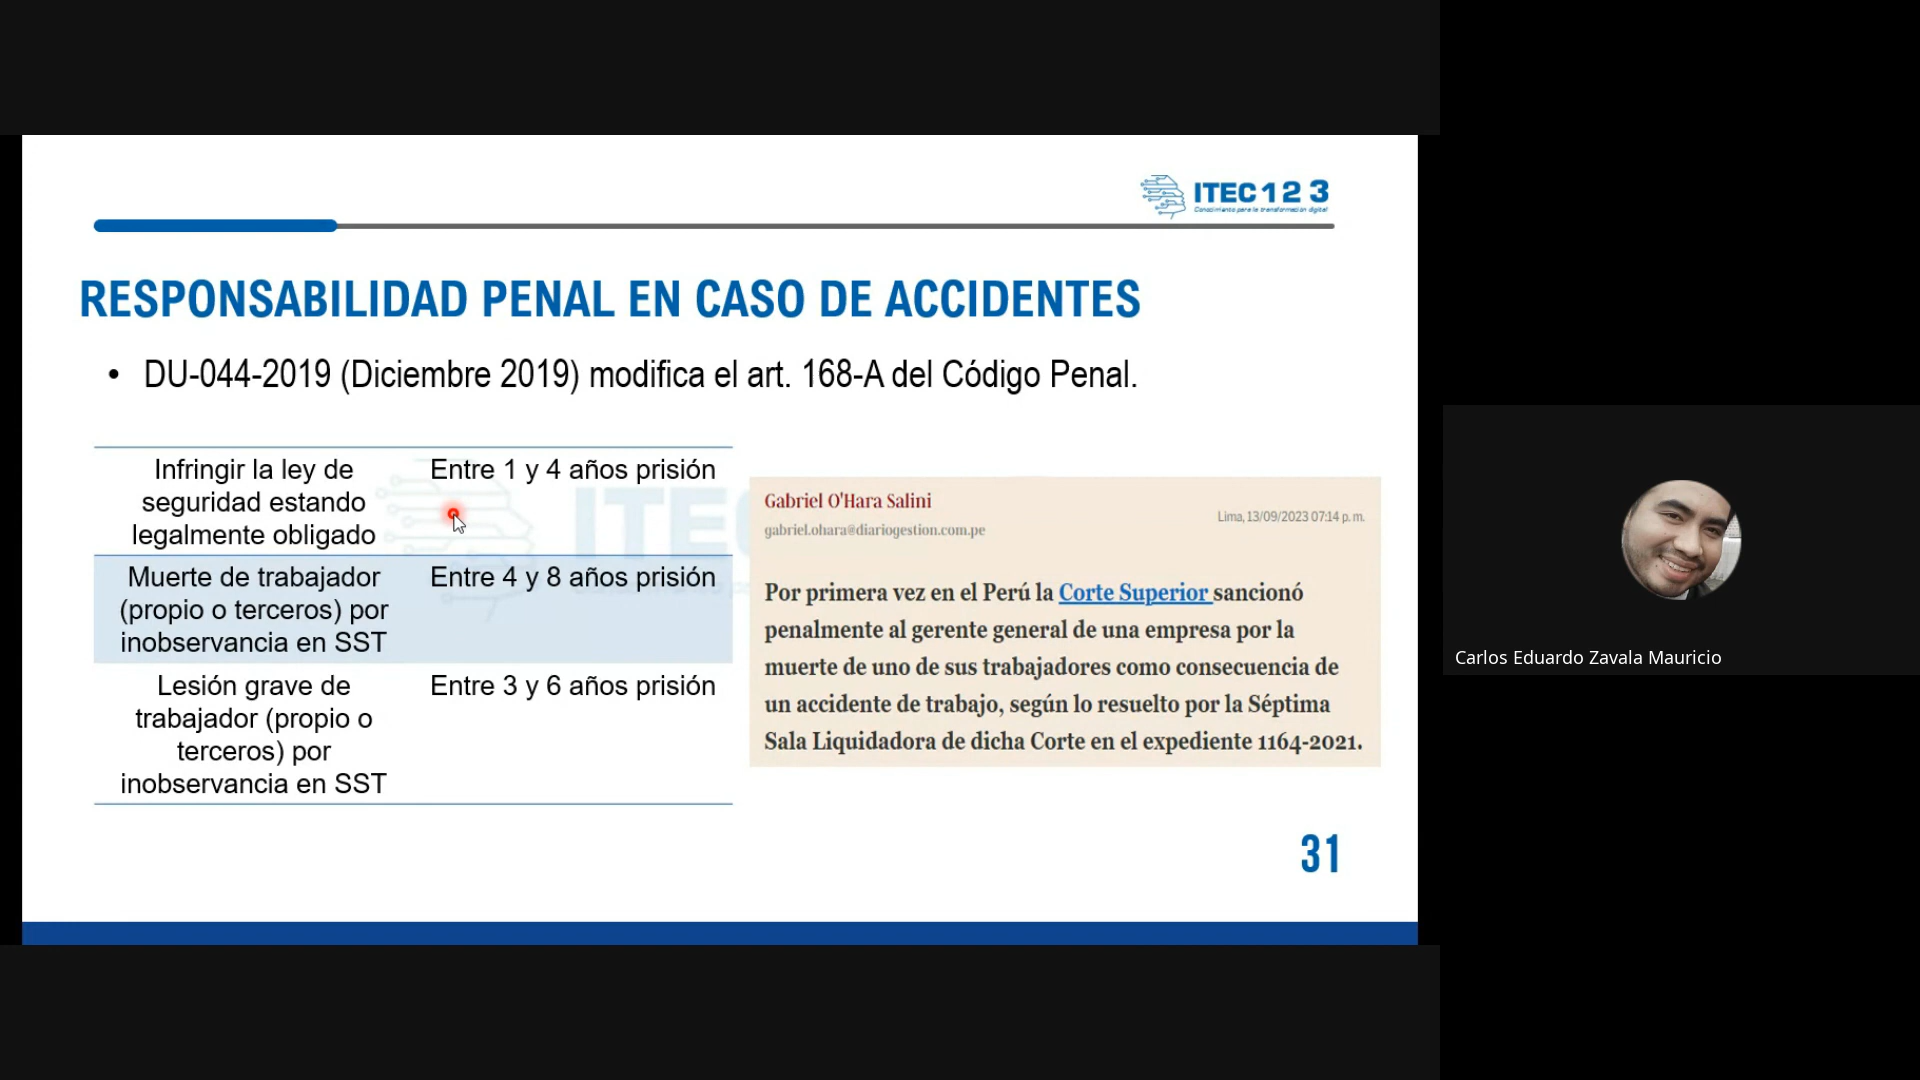 ITEC 1 2 3
Conocimiento para la transformación digital
RESPONSABILIDAD PENAL EN CASO DE ACCIDENTES
• DU-044-2019 (Diciembre 2019) modifica el art. 168-A del Código Penal.
Infringir la ley de
seguridad estando
legalmente obligado
Entre 1 y 4 años prisión
Muerte de trabajador
(propio o terceros) por
inobservancia en SST
Entre 4 y 8 años prisión
Lesión grave de
trabajador (propio o
terceros) por
inobservancia en SST
Entre 3 y 6 años prisión
ITEC
Gabriel O'Hara Salini
gabriel.ohara@diariogestion.com.pe
Lima, 13/09/2023 07:14 p. m.
Por primera vez en el Perú la Corte Superior sancionó
penalmente al gerente general de una empresa por la
muerte de uno de sus trabajadores como consecuencia de
un accidente de trabajo, según lo resuelto por la Séptima
Sala Liquidadora de dicha Corte en el expediente 1164-2021.
31
Carlos Eduardo Zavala Mauricio